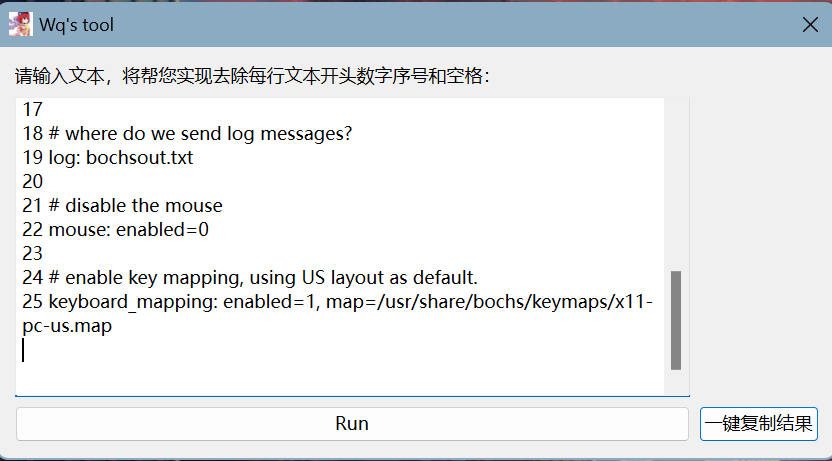 Wq's tool
请输入文本，将帮您实现去除每行文本开头数字序号和空格：
17
18 # where do we send log messages?
19 log: bochsout.txt
20
21 # disable the mouse
22 mouse: enabled=0
23
24 # enable key mapping, using US layout as default.
25 keyboard_mapping: enabled=1, map=/usr/share/bochs/keymaps/x11-
pc-us.map
Run
一键复制结果